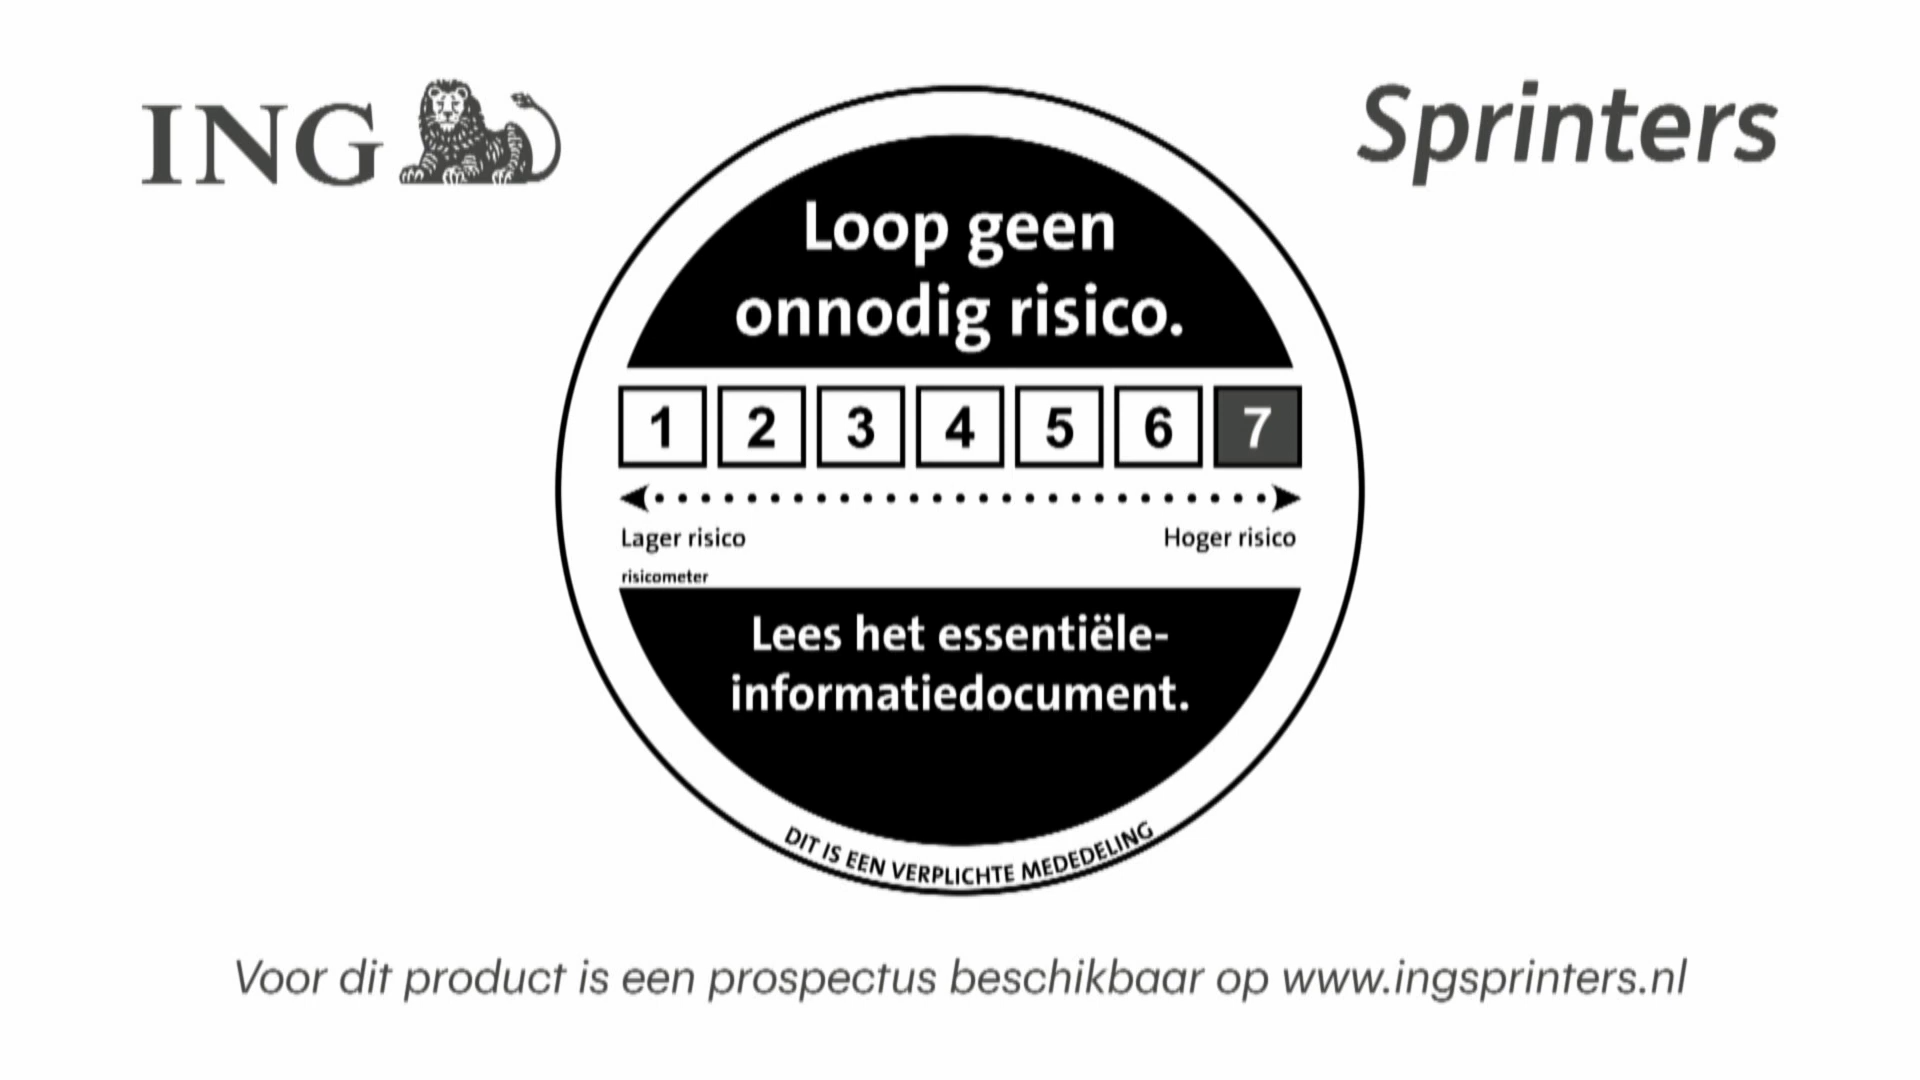 ING
Sprinters
Loop geen
onnodig risico.
1 2 3 4 5 6 7
Lager risico Hoger risico
risicometer
Lees het essentiële-
informatiedocument.
DIT IS EEN VERPLICHTE MEDEDELING
Voor dit product is een prospectus beschikbaar op www.ingsprinters.nl